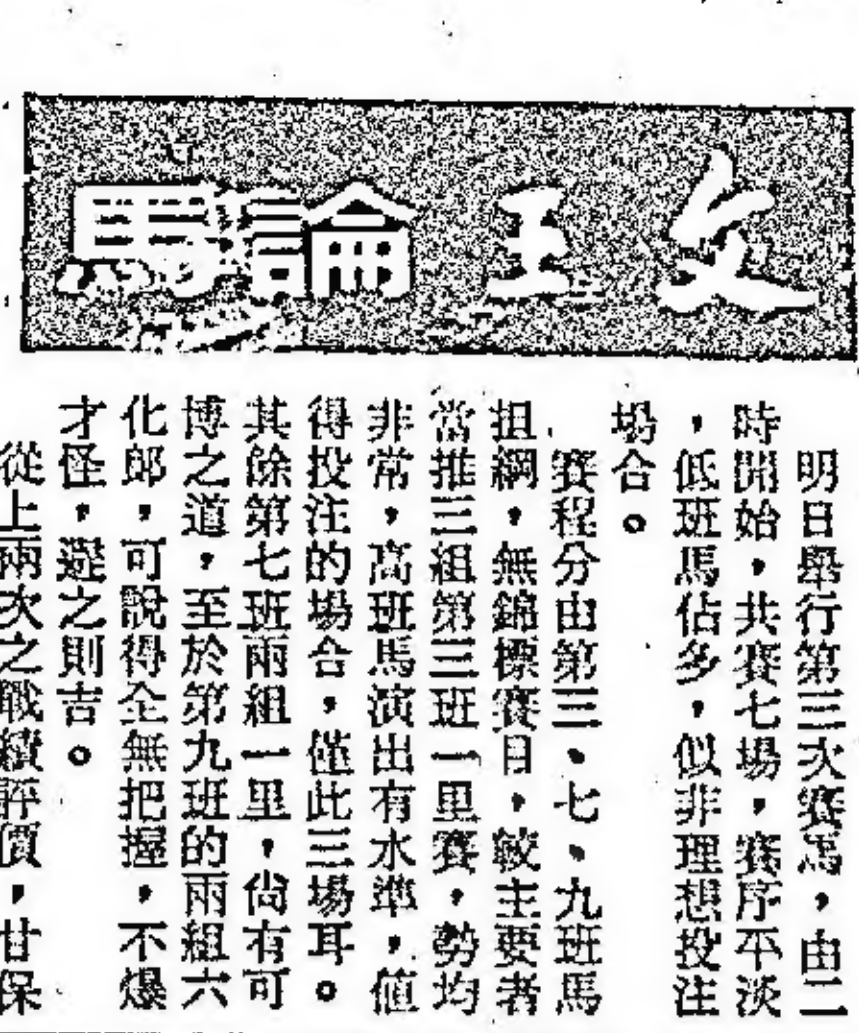 文王論馬
明日舉行第三次賽馬，由二
時開始，共賽七場，賽序平淡
，低班馬佔多，似非理想投注
場合。
賽程分由第三、七、九班馬
担綱，無錦標賽目，較主要者
當推三組第三班一里賽，勢均
非常，高班馬演出有水準，值
得投注的場合，僅此三場耳。
其餘第七班兩組一里，尚有可
博之道，至於第九班的兩組六
化郎，可說得全無把握，不爆
才怪，避之則吉。
從上兩次之戰績評價，甘保